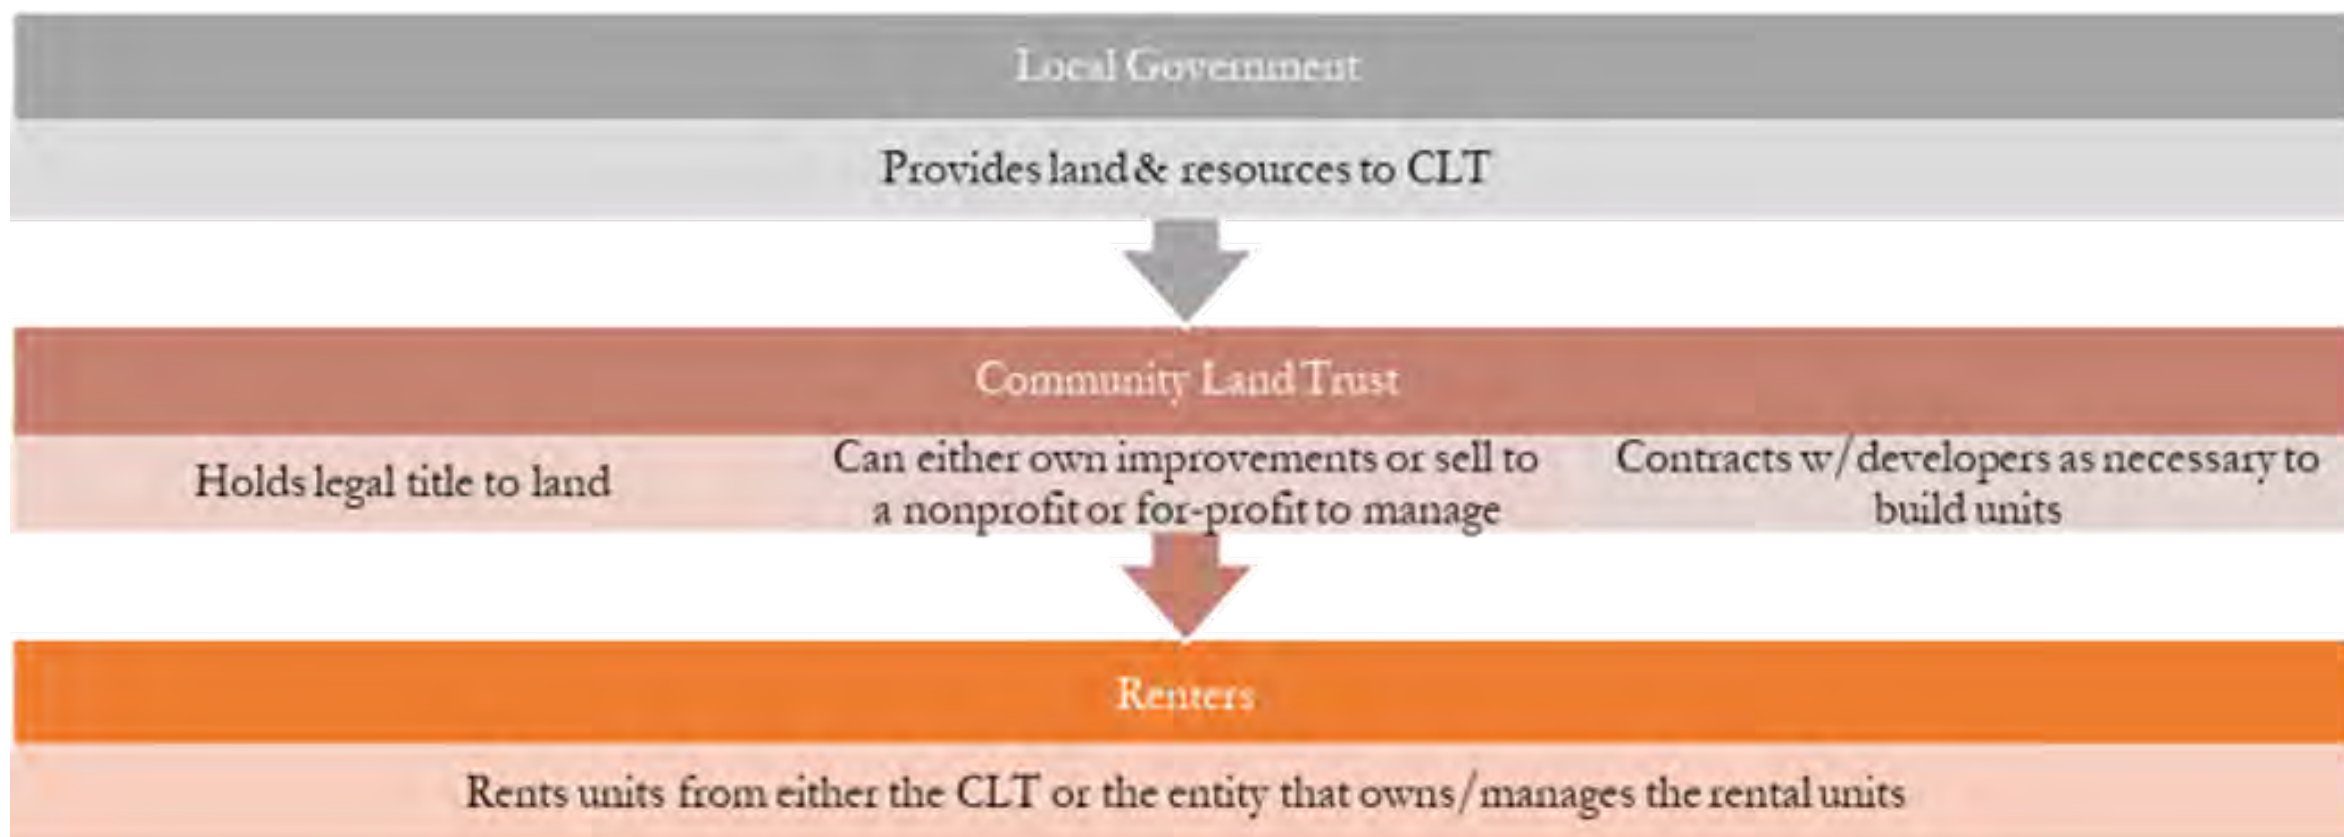 Local Government
Provides land & resources to CLT
Community Land Trust
Holds legal title to land
Can either own improvements or sell to
a nonprofit or for-profit to manage
Contracts w/developers as necessary to
build units
Renters
Rents units from either the CLT or the entity that owns/manages the rental units